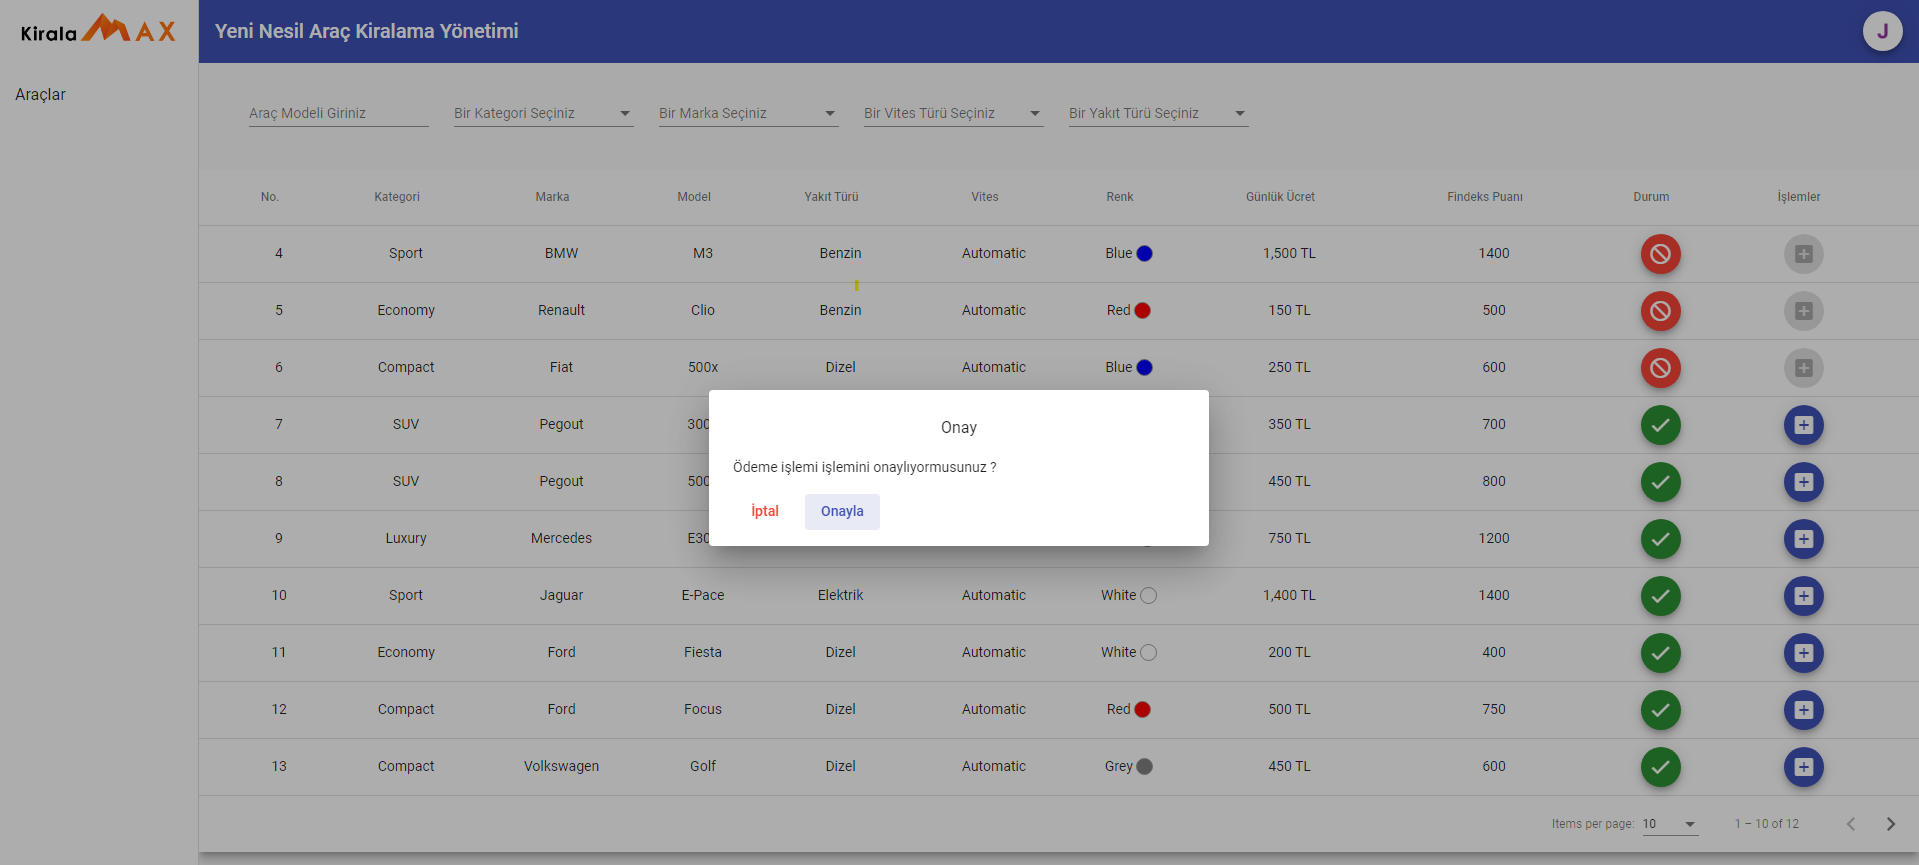 Kirala MAX
Yeni Nesil Araç Kiralama Yönetimi
J
Araçlar
Araç Modeli Giriniz Bir Kategori Seçiniz Bir Marka Seçiniz Bir Vites Türü Seçiniz Bir Yakıt Türü Seçiniz
No. Kategori Marka Model Yakıt Türü Vites Renk Günlük Ücret Findeks Puanı Durum İşlemler
4 Sport BMW M3 Benzin Automatic Blue 1,500 TL 1400
5 Economy Renault Clio Benzin Automatic Red 150 TL 500
6 Compact Fiat 500x Dizel Automatic Blue 250 TL 600
7 SUV Pegout 300 350 TL 700
8 SUV Pegout 500 450 TL 800
9 Luxury Mercedes E30 750 TL 1200
10 Sport Jaguar E-Pace Elektrik Automatic White 1,400 TL 1400
11 Economy Ford Fiesta Dizel Automatic White 200 TL 400
12 Compact Ford Focus Dizel Automatic Red 500 TL 750
13 Compact Volkswagen Golf Dizel Automatic Grey 450 TL 600
Onay
Ödeme işlemi işlemini onaylıyormusunuz ?
İptal Onayla
Items per page: 10 1 – 10 of 12